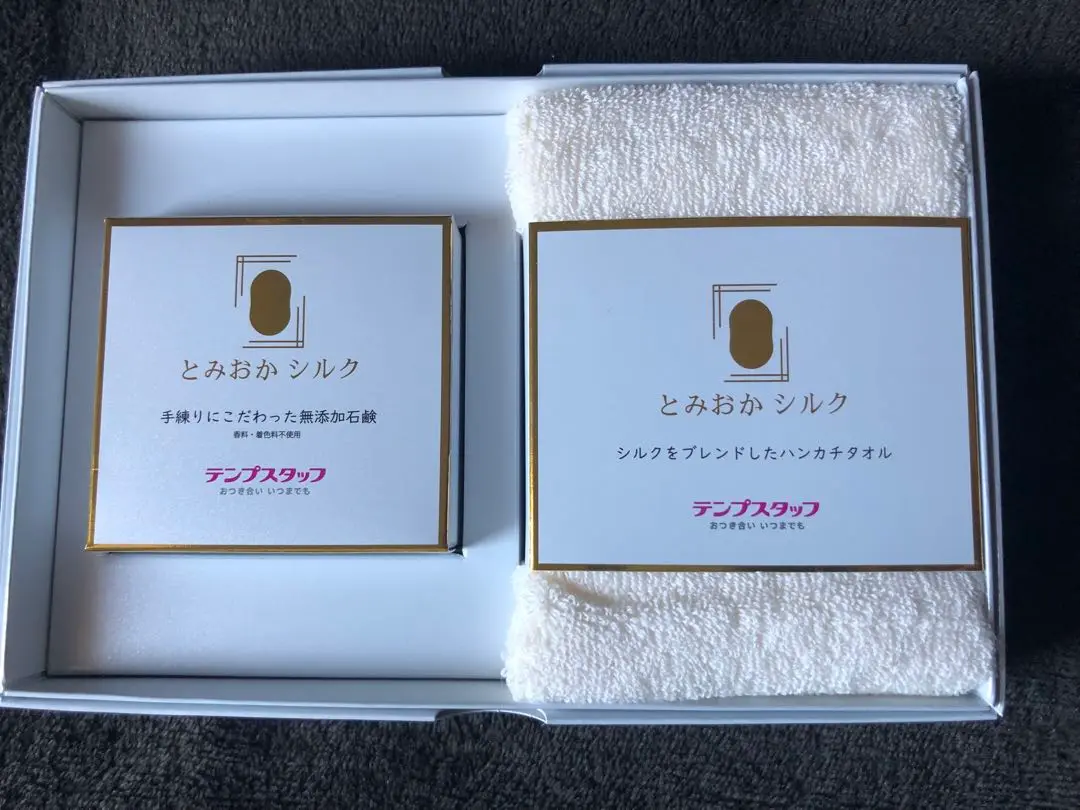 とみおか シルク
手練りにこだわった無添加石鹸
香料・着色料不使用
テンプスタッフ
おつき合い いつまでも
とみおか シルク
シルクをブレンドしたハンカチタオル
テンプスタッフ
おつき合い いつまでも